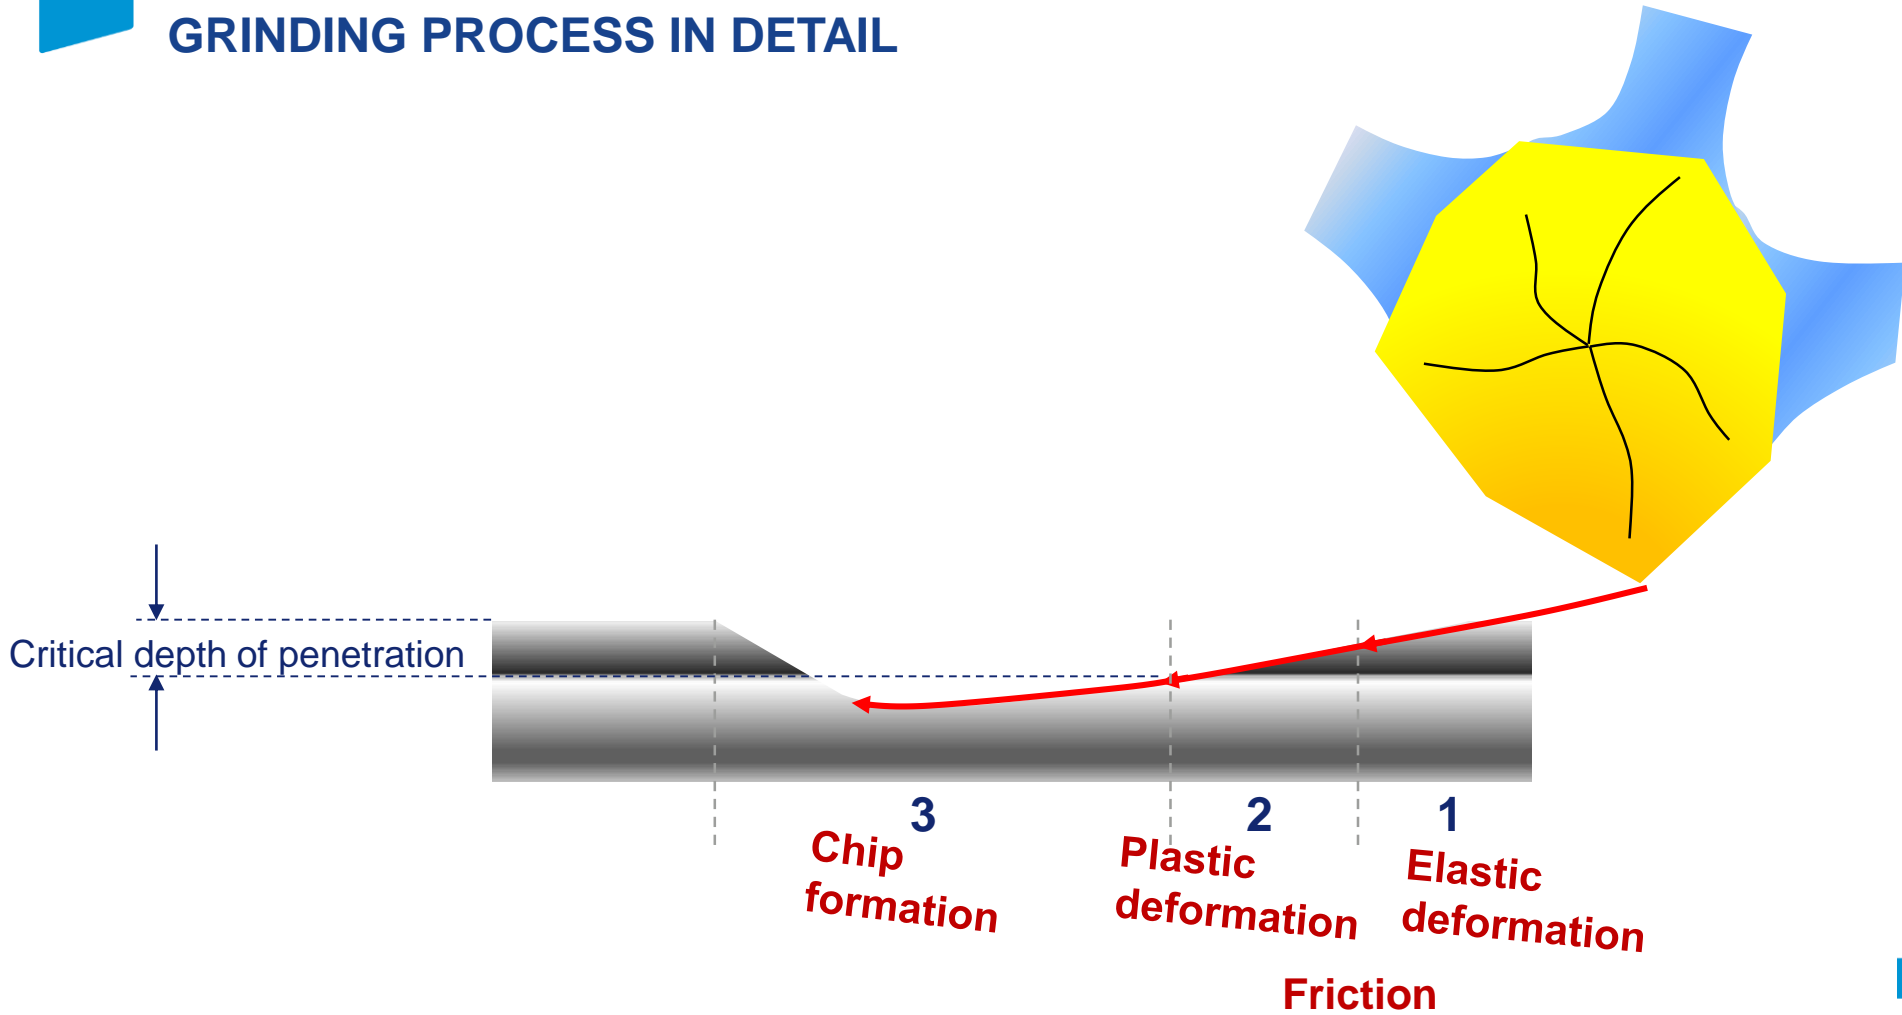 GRINDING PROCESS IN DETAIL
Critical depth of penetration
3
2
1
Chip
formation
Plastic
deformation
Elastic
deformation
Friction